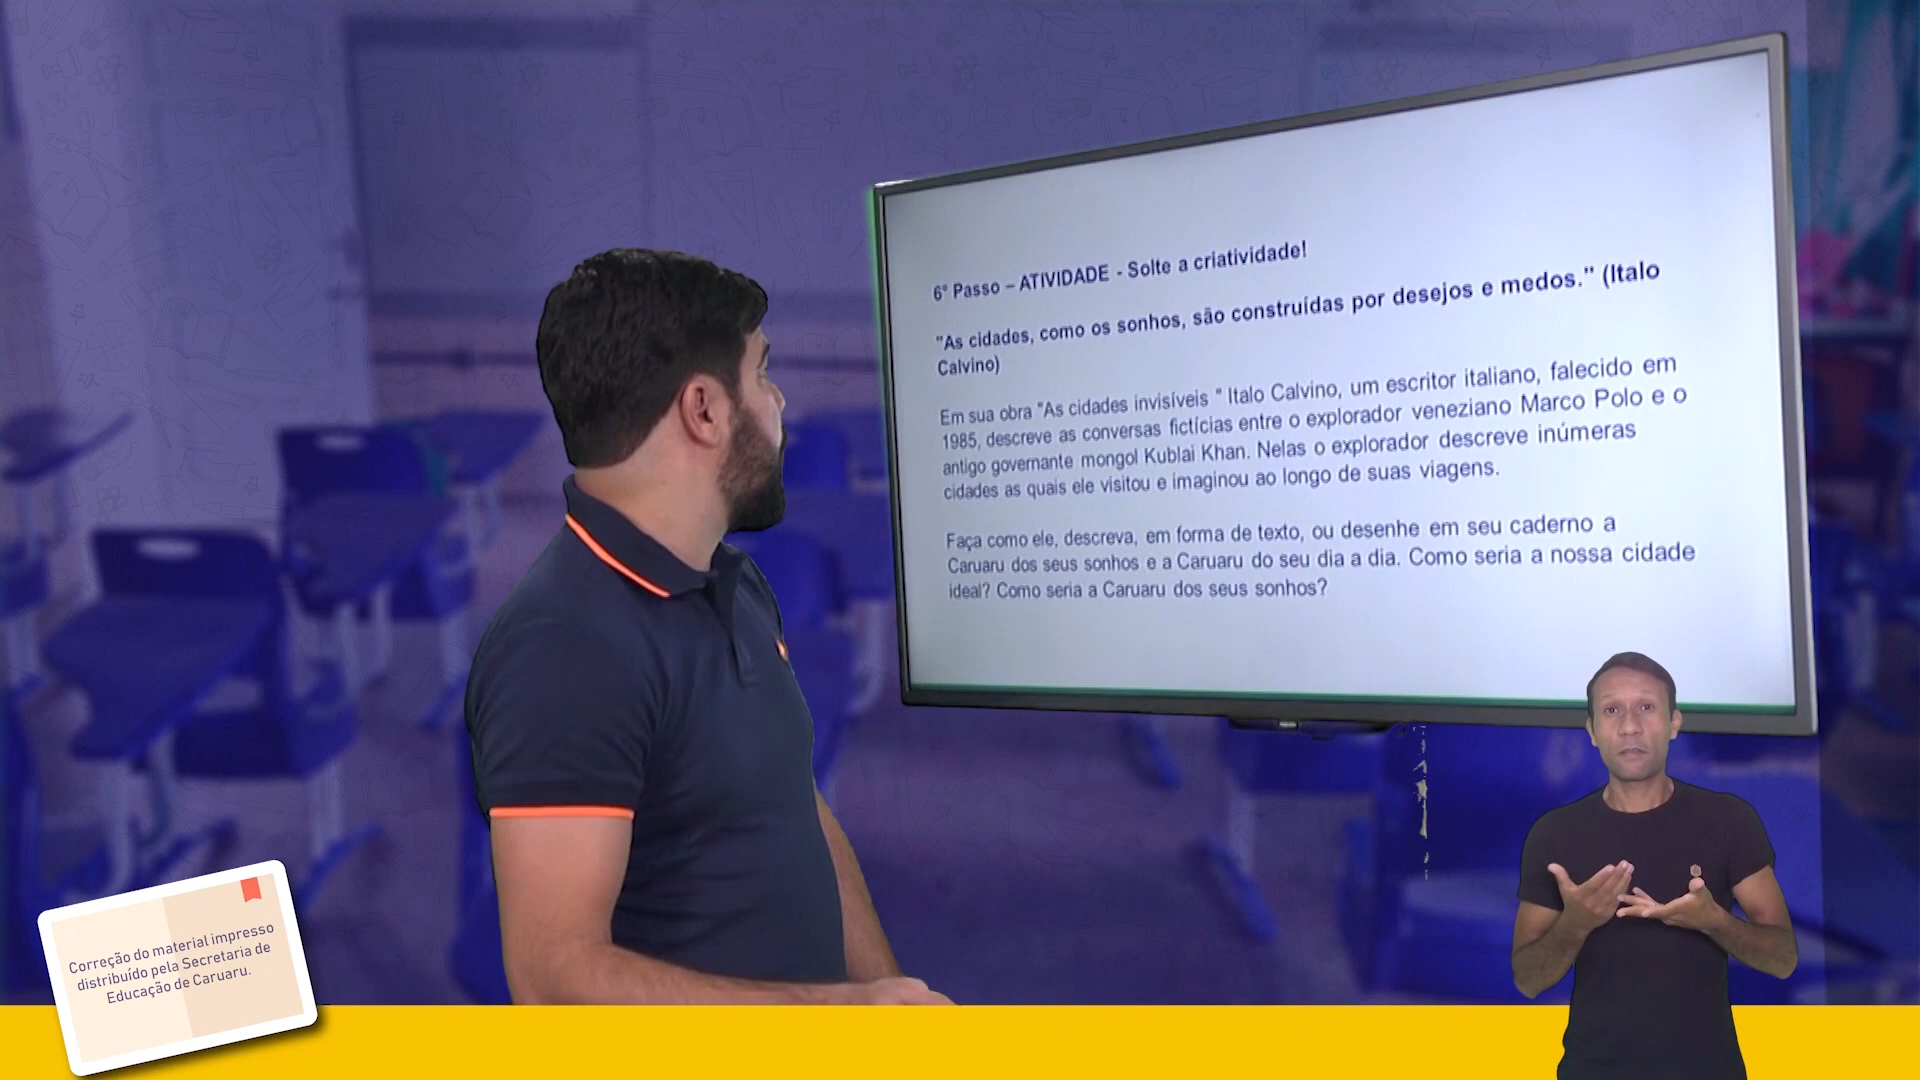 6° Passo – ATIVIDADE - Solte a criatividade!
"As cidades, como os sonhos, são construídas por desejos e medos." (Italo
Calvino)
Em sua obra "As cidades invisíveis " Italo Calvino, um escritor italiano, falecido em
1985, descreve as conversas fictícias entre o explorador veneziano Marco Polo e o
antigo governante mongol Kublai Khan. Nelas o explorador descreve inúmeras
cidades as quais ele visitou e imaginou ao longo de suas viagens.
Faça como ele, descreva, em forma de texto, ou desenhe em seu caderno a
Caruaru dos seus sonhos e a Caruaru do seu dia a dia. Como seria a nossa cidade
ideal? Como seria a Caruaru dos seus sonhos?
Correção do material impresso
distribuído pela Secretaria de
Educação de Caruaru.